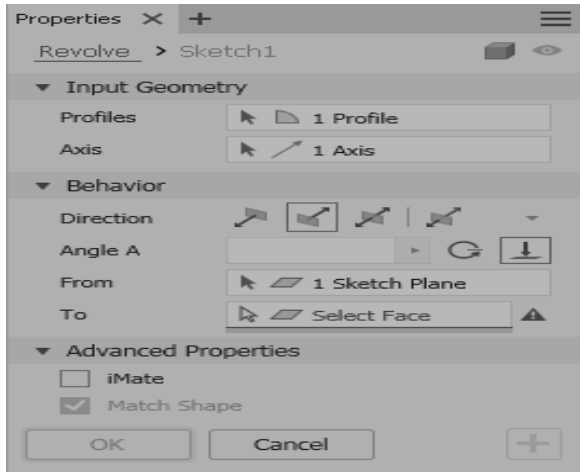 Properties
Revolve > Sketch1
Input Geometry
Profiles 1 Profile
Axis 1 Axis
Behavior
Direction
Angle A
From 1 Sketch Plane
To Select Face
Advanced Properties
iMate
Match Shape
OK Cancel